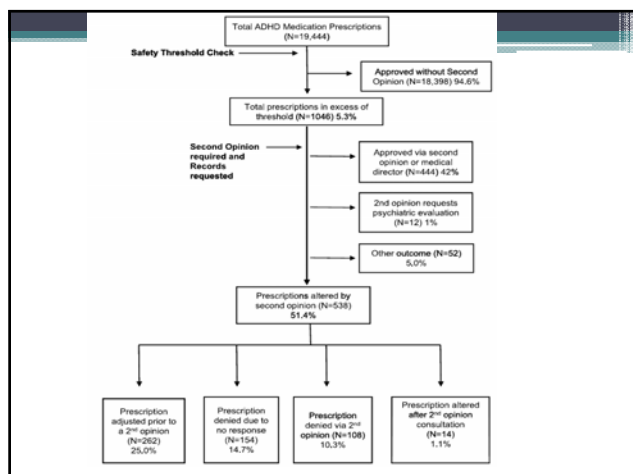 Total ADHD Medication Prescriptions
(N=19,444)
Safety Threshold Check
Approved without Second
Opinion (N=18,398) 94.6%
Total prescriptions in excess of
threshold (N=1046) 5.3%
Second Opinion
required and
Records
requested
Approved via second
opinion or medical
director (N=444) 42%
2nd opinion requests
psychiatric evaluation
(N=12) 1%
Other outcome (N=52)
5.0%
Prescriptions altered by
second opinion (N=538)
51.4%
Prescription
adjusted prior to
a 2nd opinion
(N=262)
25.0%
Prescription
denied due to
no response
(N=154)
14.7%
Prescription
denied via 2nd
opinion (N=108)
10.3%
Prescription altered
after 2nd opinion
consultation
(N=14)
1.1%